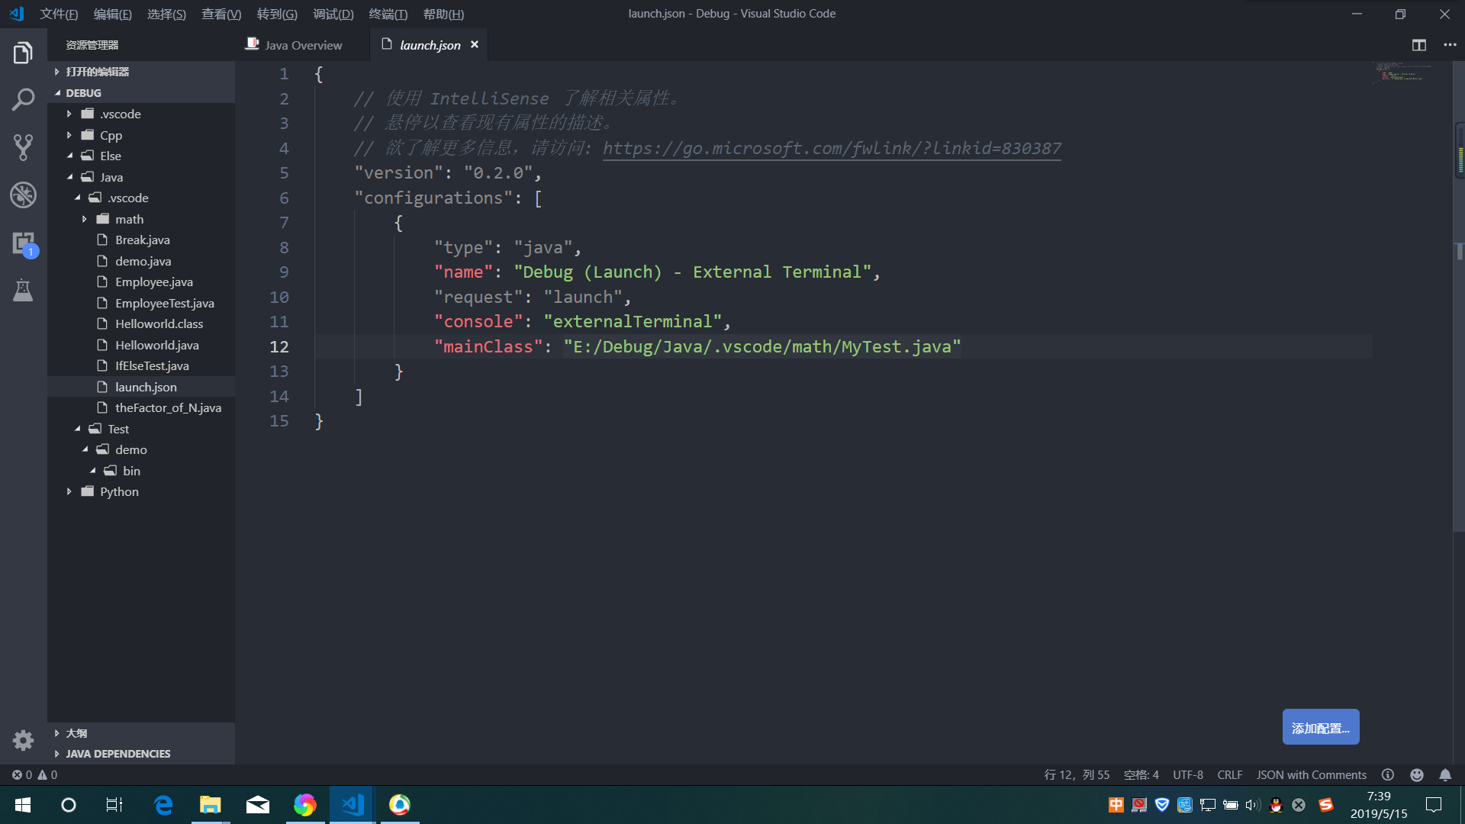 文件(F) 编辑(E) 选择(S) 查看(V) 转到(G) 调试(D) 终端(T) 帮助(H)
launch.json - Debug - Visual Studio Code
资源管理器
Java Overview
launch.json
打开的编辑器
DEBUG
.vscode
Cpp
Else
Java
.vscode
math
Break.java
demo.java
Employee.java
EmployeeTest.java
Helloworld.class
Helloworld.java
IfElseTest.java
launch.json
theFactor_of_N.java
Test
demo
bin
Python
1 {
2 // 使用 IntelliSense 了解相关属性。
3 // 悬停以查看现有属性的描述。
4 // 欲了解更多信息，请访问: https://go.microsoft.com/fwlink/?linkid=830387
5 "version": "0.2.0",
6 "configurations": [
7 {
8 "type": "java",
9 "name": "Debug (Launch) - External Terminal",
10 "request": "launch",
11 "console": "externalTerminal",
12 "mainClass": "E:/Debug/Java/.vscode/math/MyTest.java"
13 }
14 ]
15 }
1
添加配置...
大纲
JAVA DEPENDENCIES
0 0
行 12，列 55 空格: 4 UTF-8 CRLF JSON with Comments
中
7:39
2019/5/15